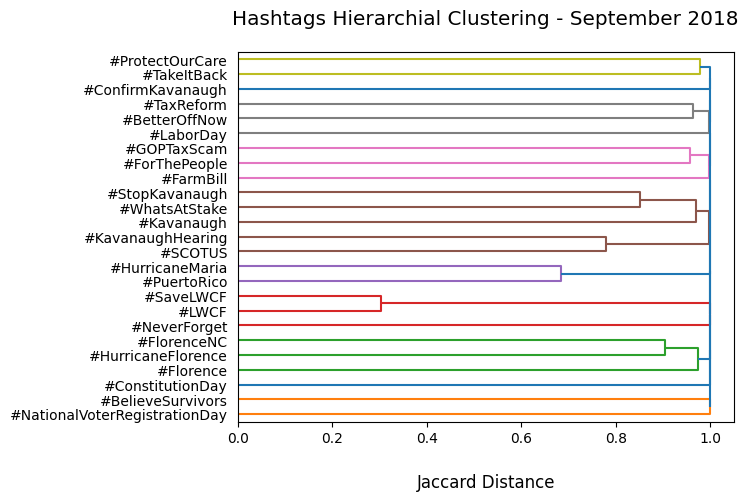 Hashtags Hierarchial Clustering - September 2018
#ProtectOurCare
#TakeItBack
#ConfirmKavanaugh
#TaxReform
#BetterOffNow
#LaborDay
#GOPTaxScam
#ForThePeople
#FarmBill
#StopKavanaugh
#WhatsAtStake
#Kavanaugh
#KavanaughHearing
#SCOTUS
#HurricaneMaria
#PuertoRico
#SaveLWCF
#LWCF
#NeverForget
#FlorenceNC
#HurricaneFlorence
#Florence
#ConstitutionDay
#BelieveSurvivors
#NationalVoterRegistrationDay
0.0 0.2 0.4 0.6 0.8 1.0
Jaccard Distance